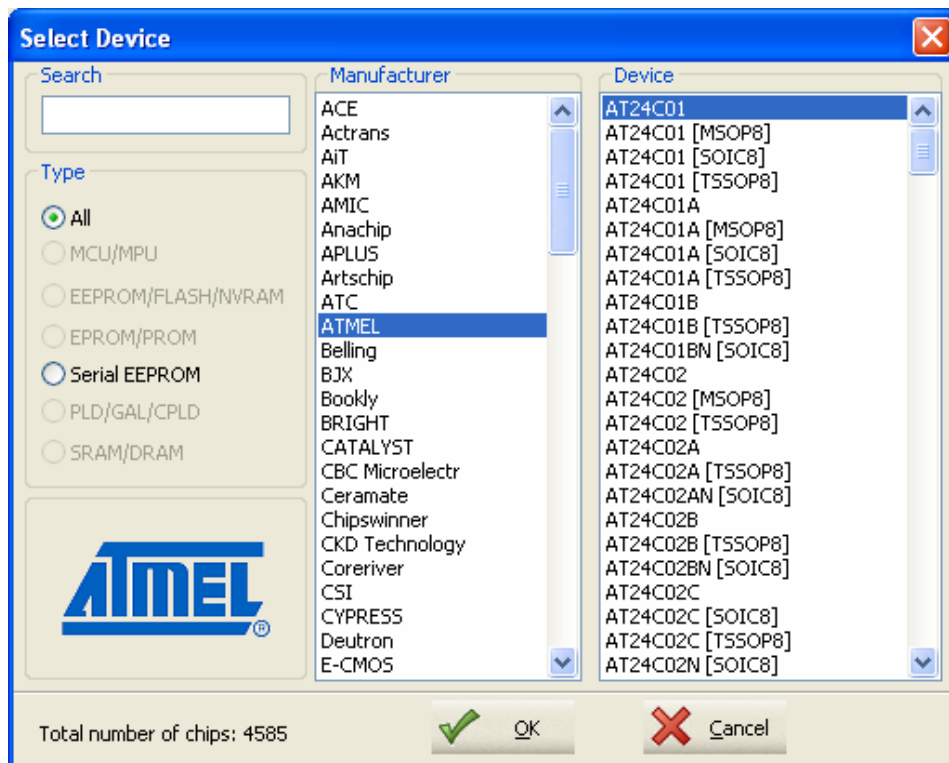 Select Device
Search
Type
All
MCU/MPU
EEPROM/FLASH/NVRAM
EPROM/PROM
Serial EEPROM
PLD/GAL/CPLD
SRAM/DRAM
ATMEL
®
Manufacturer
ACE
Actrans
AiT
AKM
AMIC
Anachip
APLUS
Artschip
ATC
ATMEL
Belling
BJX
Bookly
BRIGHT
CATALYST
CBC Microelectr
Ceramate
Chipswinner
CKD Technology
Coreriver
CSI
CYPRESS
Deutron
E-CMOS
Device
AT24C01
AT24C01 [MSOP8]
AT24C01 [SOIC8]
AT24C01 [TSSOP8]
AT24C01A
AT24C01A [MSOP8]
AT24C01A [SOIC8]
AT24C01A [TSSOP8]
AT24C01B
AT24C01B [TSSOP8]
AT24C01BN [SOIC8]
AT24C02
AT24C02 [MSOP8]
AT24C02 [TSSOP8]
AT24C02A
AT24C02A [TSSOP8]
AT24C02AN [SOIC8]
AT24C02B
AT24C02B [TSSOP8]
AT24C02BN [SOIC8]
AT24C02C
AT24C02C [SOIC8]
AT24C02C [TSSOP8]
AT24C02N [SOIC8]
Total number of chips: 4585
OK
Cancel